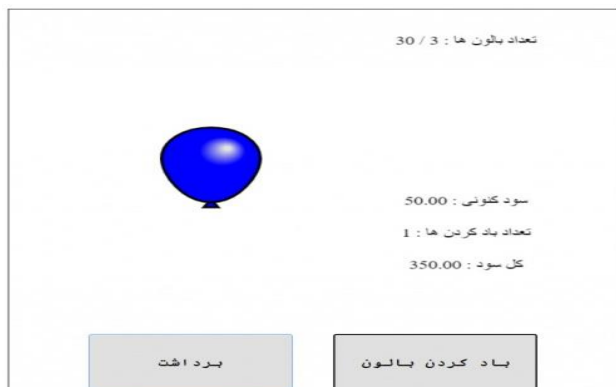 تعداد بالون ها : 3 / 30
سود کنونی : 50.00
تعداد باد کردن ها : 1
کل سود : 350.00
باد کردن بالون
برداشت